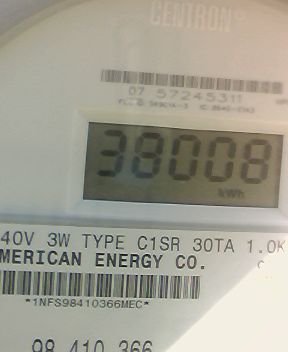 CENTRON®
07 57245311
38008
kWh
40V 3W TYPE C1SR 30TA 1.0K
MERICAN ENERGY CO.
*1NFS98410366MEC*
98 410 366